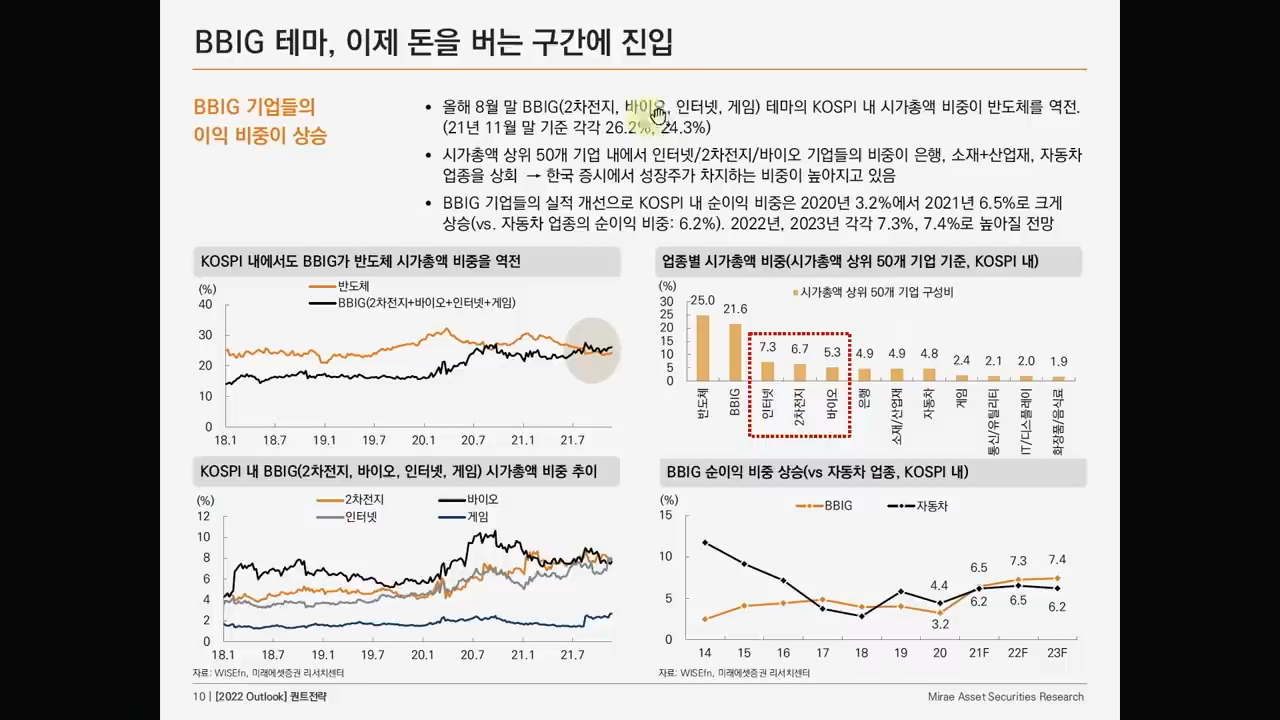 BBIG 테마, 이제 돈을 버는 구간에 진입
BBIG 기업들의
이익 비중이 상승
• 올해 8월 말 BBIG(2차전지, 바이오, 인터넷, 게임) 테마의 KOSPI 내 시가총액 비중이 반도체를 역전.
(21년 11월 말 기준 각각 26.2%, 24.3%)
• 시가총액 상위 50개 기업 내에서 인터넷/2차전지/바이오 기업들의 비중이 은행, 소재+산업재, 자동차
업종을 상회 → 한국 증시에서 성장주가 차지하는 비중이 높아지고 있음
• BBIG 기업들의 실적 개선으로 KOSPI 내 순이익 비중은 2020년 3.2%에서 2021년 6.5%로 크게
상승(vs. 자동차 업종의 순이익 비중: 6.2%). 2022년, 2023년 각각 7.3%, 7.4%로 높아질 전망
KOSPI 내에서도 BBIG가 반도체 시가총액 비중을 역전
(%)
반도체
BBIG(2차전지+바이오+인터넷+게임)
40
30
20
10
0
18.1 18.7 19.1 19.7 20.1 20.7 21.1 21.7
업종별 시가총액 비중(시가총액 상위 50개 기업 기준, KOSPI 내)
(%)
시가총액 상위 50개 기업 구성비
30
25
20
15
10
5
0
25.0 21.6 7.3 6.7 5.3 4.9 4.9 4.8 2.4 2.1 2.0 1.9
반도체
BBIG
인터넷
2차전지
바이오
은행
소재/산업재
자동차
게임
통신/유틸리티
IT/디스플레이
화장품/음식료
KOSPI 내 BBIG(2차전지, 바이오, 인터넷, 게임) 시가총액 비중 추이
(%)
2차전지 바이오
인터넷 게임
12
10
8
6
4
2
0
18.1 18.7 19.1 19.7 20.1 20.7 21.1 21.7
자료: WISEfn, 미래에셋증권 리서치센터
BBIG 순이익 비중 상승(vs 자동차 업종, KOSPI 내)
(%)
BBIG 자동차
15
10
5
0
4.4 6.5 7.3 7.4
3.2 6.2 6.5 6.2
14 15 16 17 18 19 20 21F 22F 23F
자료: WISEfn, 미래에셋증권 리서치센터
10 | [2022 Outlook] 퀀트전략
Mirae Asset Securities Research